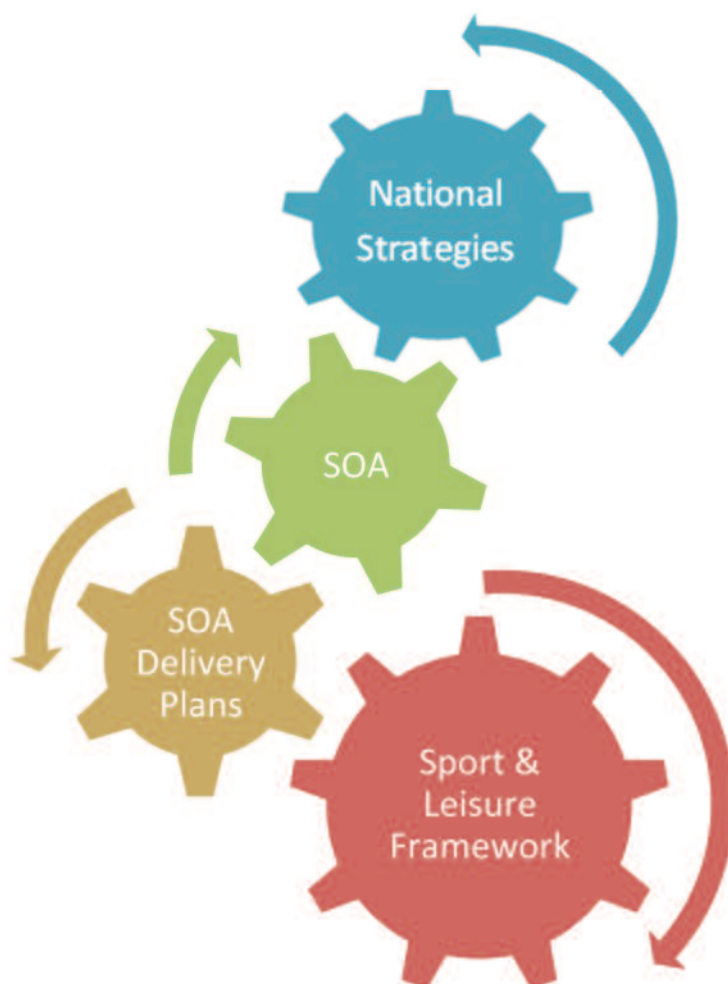 National
Strategies
SOA
SOA
Delivery
Plans
Sport &
Leisure
Framework